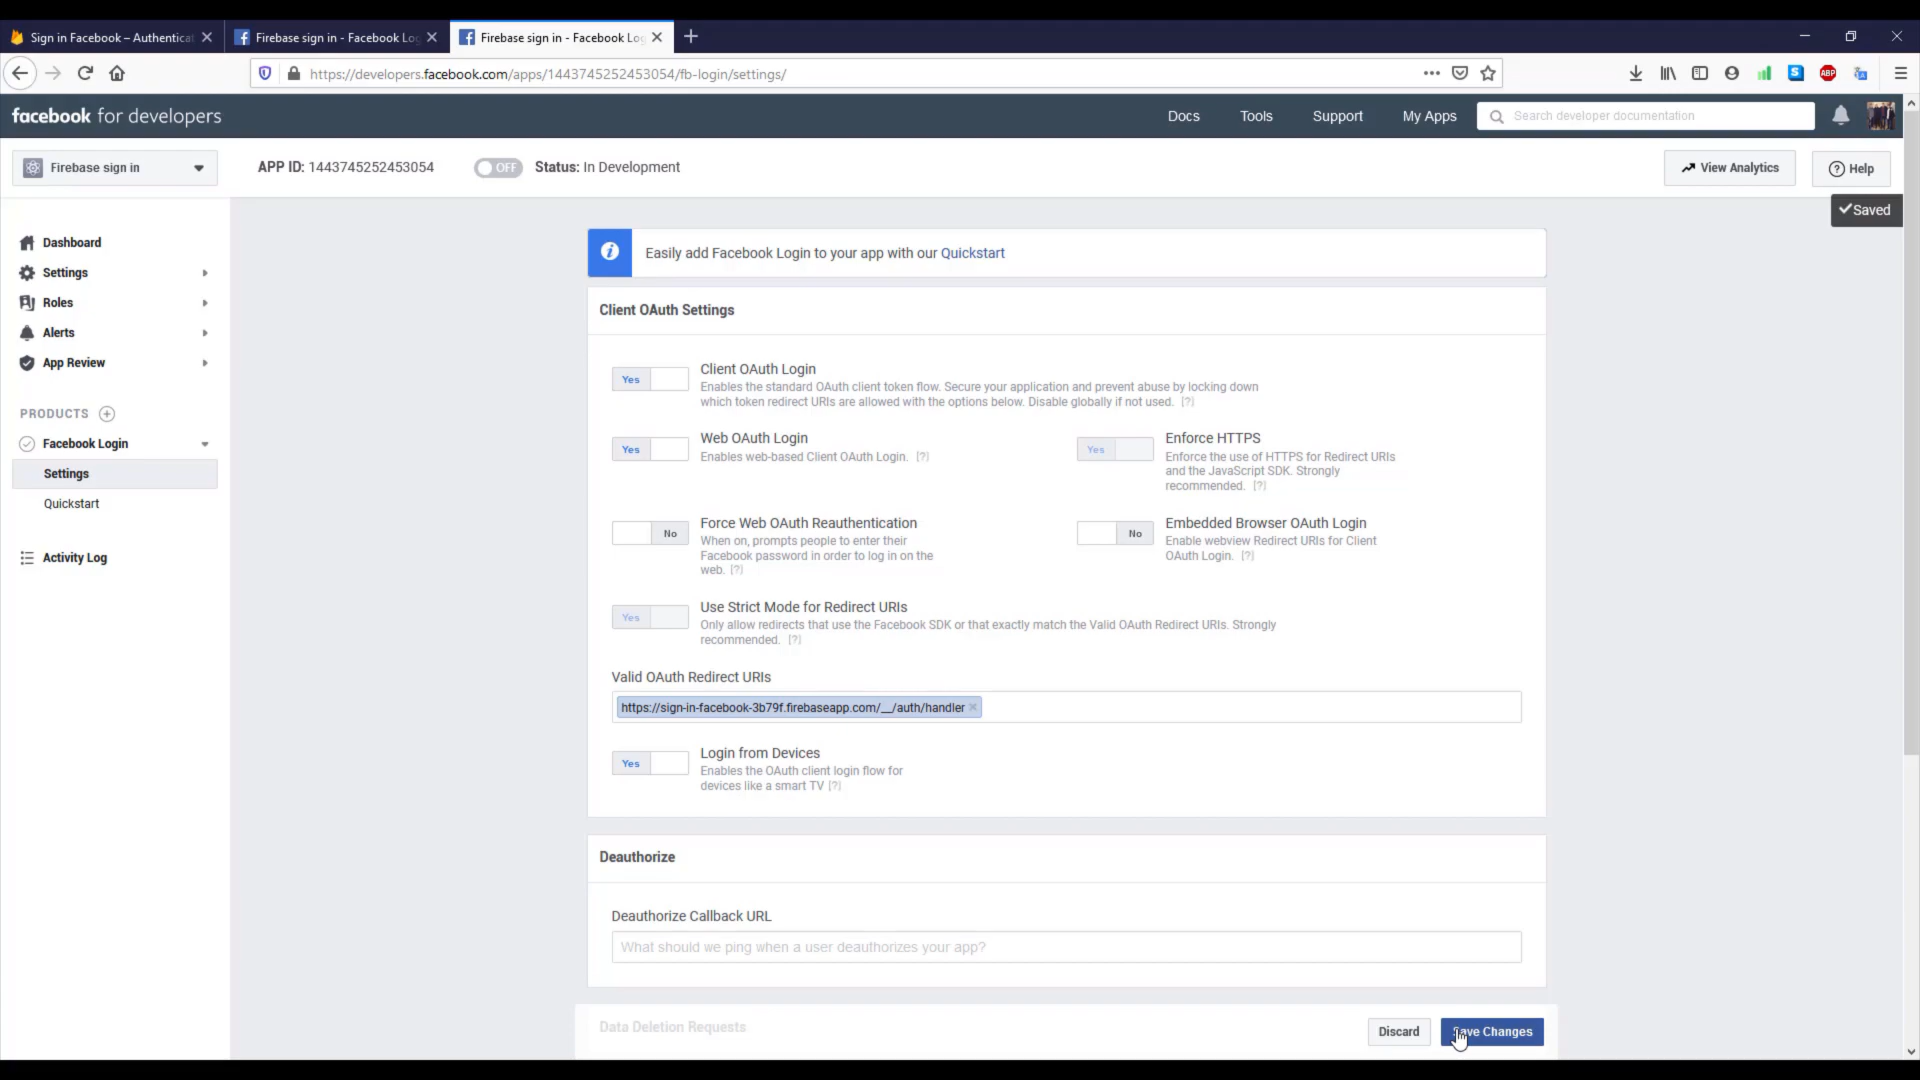 Sign in Facebook – Authenticat
Firebase sign in - Facebook Log
Firebase sign in - Facebook Log
https://developers.facebook.com/apps/1443745252453054/fb-login/settings/
S
ABP
facebook for developers
Docs
Tools
Support
My Apps
Search developer documentation
Firebase sign in
APP ID: 1443745252453054
OFF
Status: In Development
View Analytics
Help
Saved
Dashboard
Settings
Roles
Alerts
App Review
PRODUCTS
Facebook Login
Settings
Quickstart
Activity Log
Easily add Facebook Login to your app with our Quickstart
Client OAuth Settings
Yes
Client OAuth Login
Enables the standard OAuth client token flow. Secure your application and prevent abuse by locking down
which token redirect URIs are allowed with the options below. Disable globally if not used. [?]
Yes
Web OAuth Login
Enables web-based Client OAuth Login. [?]
Yes
Enforce HTTPS
Enforce the use of HTTPS for Redirect URIs
and the JavaScript SDK. Strongly
recommended. [?]
No
Force Web OAuth Reauthentication
When on, prompts people to enter their
Facebook password in order to log in on the
web. [?]
No
Embedded Browser OAuth Login
Enable webview Redirect URIs for Client
OAuth Login. [?]
Yes
Use Strict Mode for Redirect URIs
Only allow redirects that use the Facebook SDK or that exactly match the Valid OAuth Redirect URIs. Strongly
recommended. [?]
Valid OAuth Redirect URIs
https://sign-in-facebook-3b79f.firebaseapp.com/__/auth/handler
Yes
Login from Devices
Enables the OAuth client login flow for
devices like a smart TV [?]
Deauthorize
Deauthorize Callback URL
What should we ping when a user deauthorizes your app?
Data Deletion Requests
Discard
Save Changes